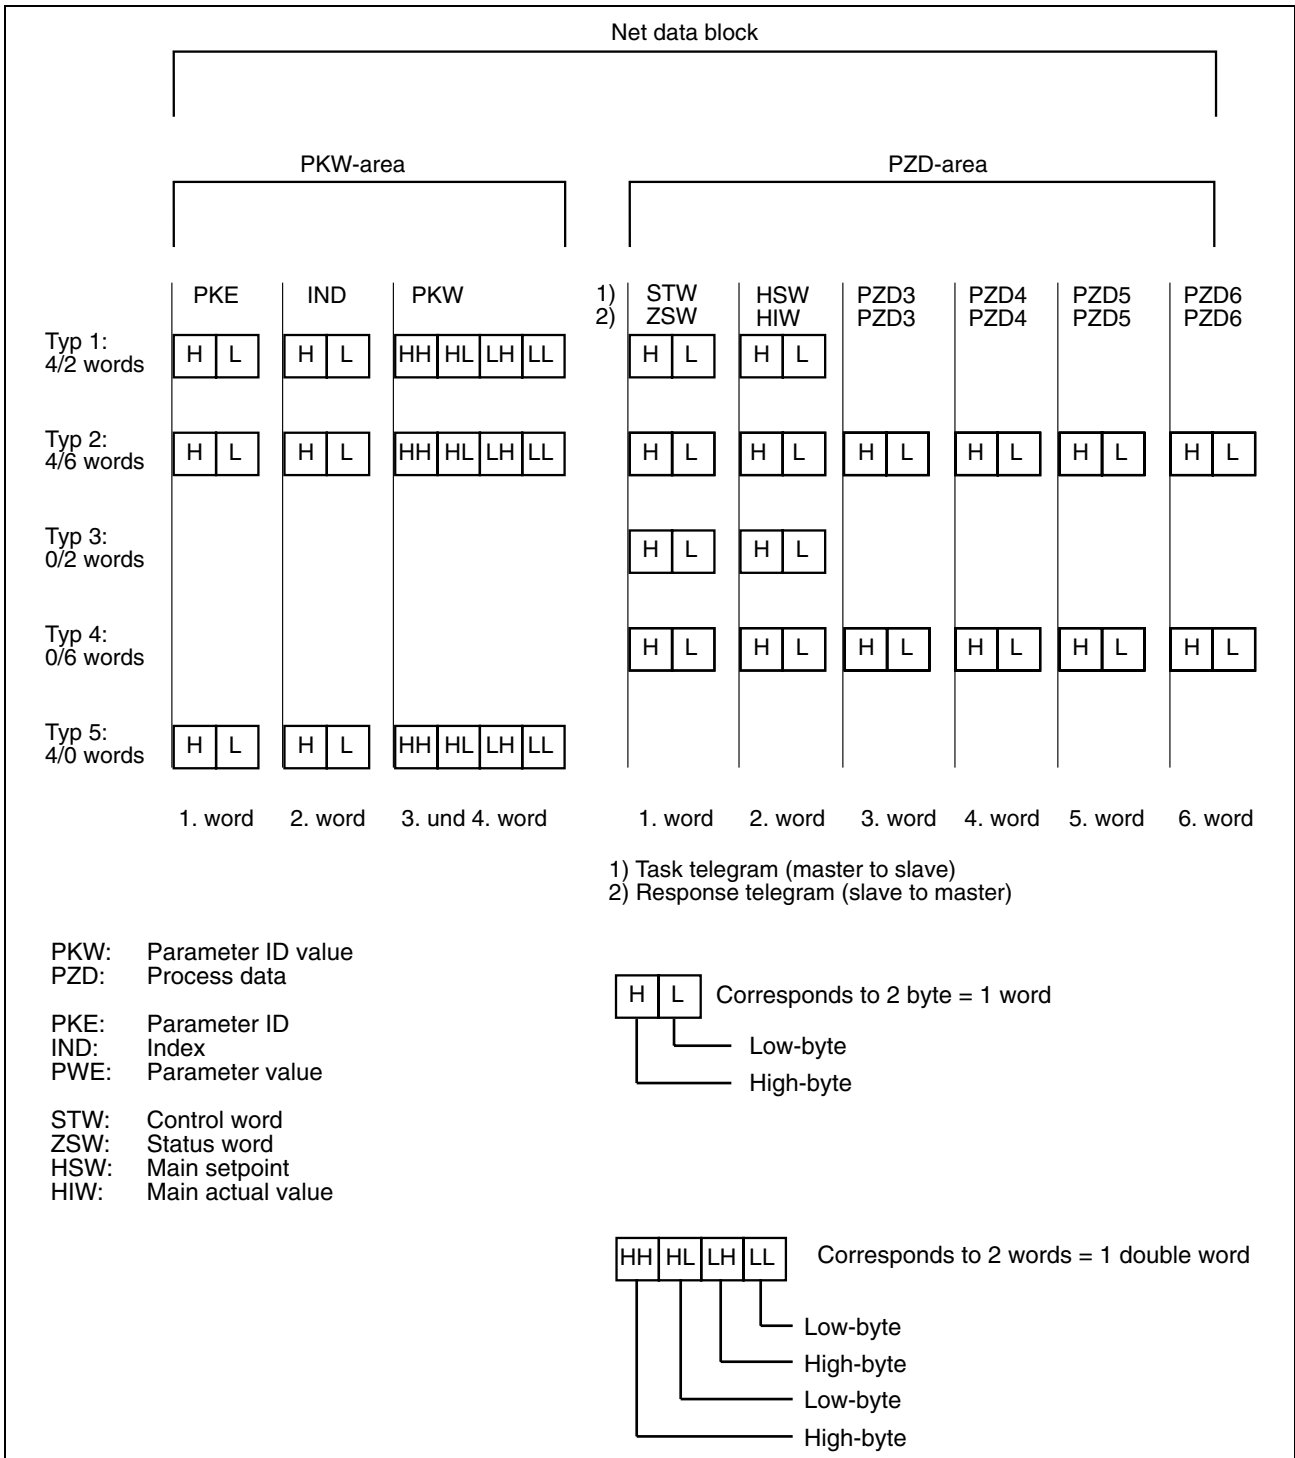 Net data block
PKW-area PZD-area
PKE IND PKW 1) STW HSW PZD3 PZD4 PZD5 PZD6
2) ZSW HIW PZD3 PZD4 PZD5 PZD6
Typ 1:
4/2 words H L H L HH HL LH LL H L H L
Typ 2:
4/6 words H L H L HH HL LH LL H L H L H L H L H L H L
Typ 3:
0/2 words H L H L
Typ 4:
0/6 words H L H L H L H L H L H L
Typ 5:
4/0 words H L H L HH HL LH LL
1. word 2. word 3. und 4. word 1. word 2. word 3. word 4. word 5. word 6. word
1) Task telegram (master to slave)
2) Response telegram (slave to master)
PKW: Parameter ID value
PZD: Process data
PKE: Parameter ID
IND: Index
PWE: Parameter value
STW: Control word
ZSW: Status word
HSW: Main setpoint
HIW: Main actual value
H L Corresponds to 2 byte = 1 word
Low-byte
High-byte
HH HL LH LL Corresponds to 2 words = 1 double word
Low-byte
High-byte
Low-byte
High-byte